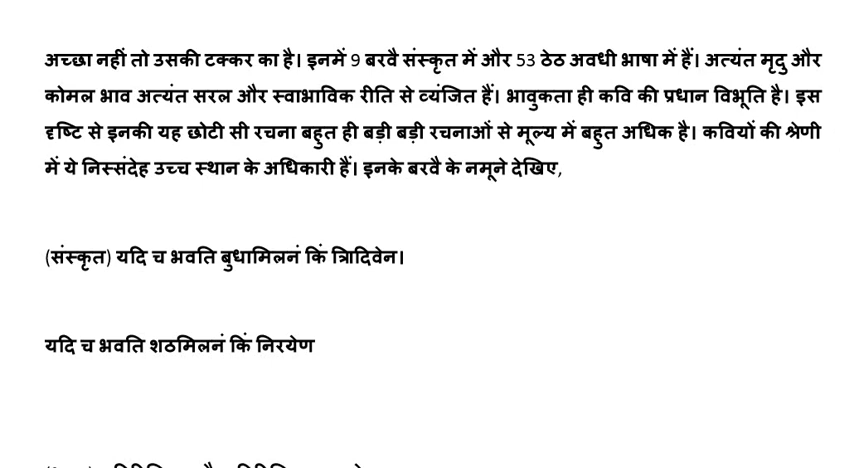 अच्छा नहीं तो उसकी टक्कर का है। इनमें 9 बरवै संस्कृत में और 53 ठेठ अवधी भाषा में हैं। अत्यंत मृदु और
कोमल भाव अत्यंत सरल और स्वाभाविक रीति से व्यंजित हैं। भावुकता ही कवि की प्रधान विभूति है। इस
दृष्टि से इनकी यह छोटी सी रचना बहुत ही बड़ी बड़ी रचनाओं से मूल्य में बहुत अधिक है। कवियों की श्रेणी
में ये निस्संदेह उच्च स्थान के अधिकारी हैं। इनके बरवै के नमूने देखिए,
(संस्कृत) यदि च भवति बुधामिलनं किं त्रिादिवेन।
यदि च भवति शठमिलनं किं निरयेण